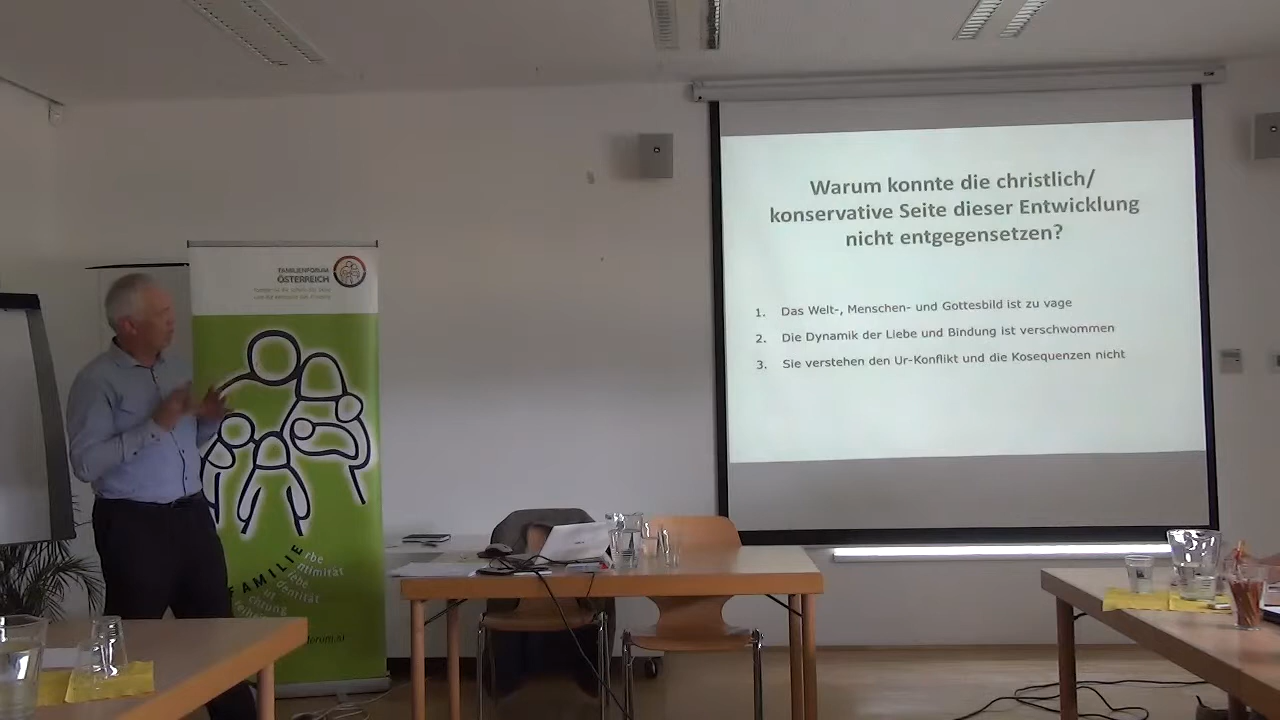 Warum konnte die christlich/
konservative Seite dieser Entwicklung
nicht entgegensetzen?
1. Das Welt-, Menschen- und Gottesbild ist zu vage
2. Die Dynamik der Liebe und Bindung ist verschwommen
3. Sie verstehen den Ur-Konflikt und die Kosequenzen nicht
FAMILIENFORUM
ÖSTERREICH
FAMILIE